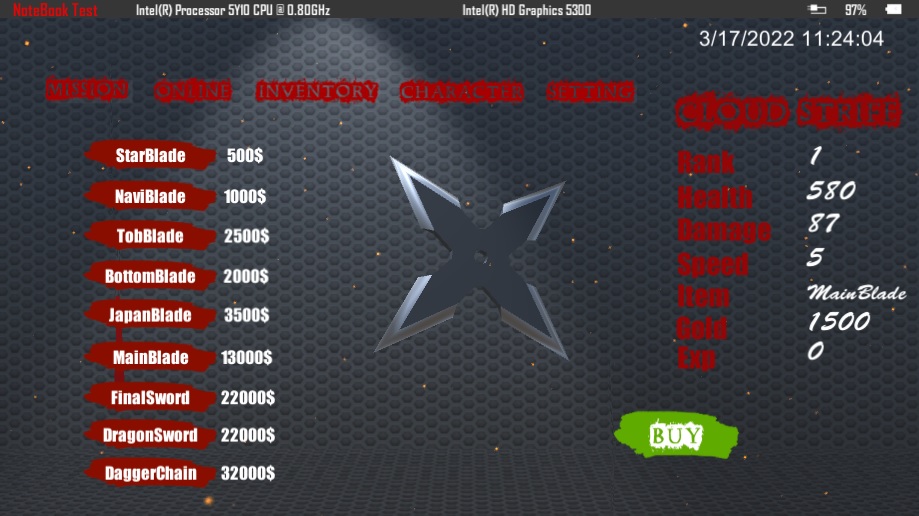 NoteBook Test Intel(R) Processor 5Y10 CPU @ 0.80GHz Intel(R) HD Graphics 5300 97%
3/17/2022 11:24:04
MISSION ONLINE INVENTORY CHARACTER SETTING
CLOUD STRIFE
StarBlade 500$
NaviBlade 1000$
TobBlade 2500$
BottomBlade 2000$
JapanBlade 3500$
MainBlade 13000$
FinalSword 22000$
DragonSword 22000$
DaggerChain 32000$
Rank 1
Health 580
Damage 87
Speed 5
Item MainBlade
Gold 1500
Exp 0
BUY